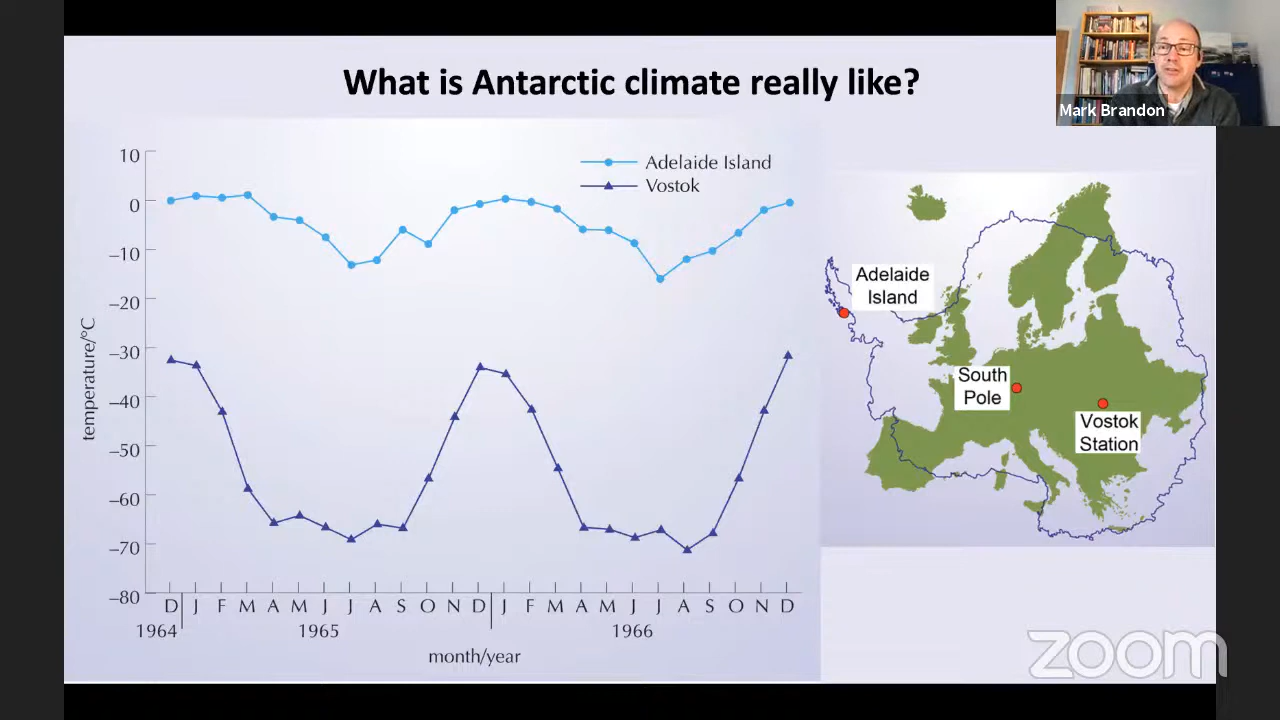 What is Antarctic climate really like?
Mark Brandon
Adelaide Island
Vostok
10
0
–10
–20
–30
–40
–50
–60
–70
–80
temperature/°C
D J F M A M J J A S O N D J F M A M J J A S O N D
1964 1965 1966
month/year
Adelaide
Island
South
Pole
Vostok
Station
zoom